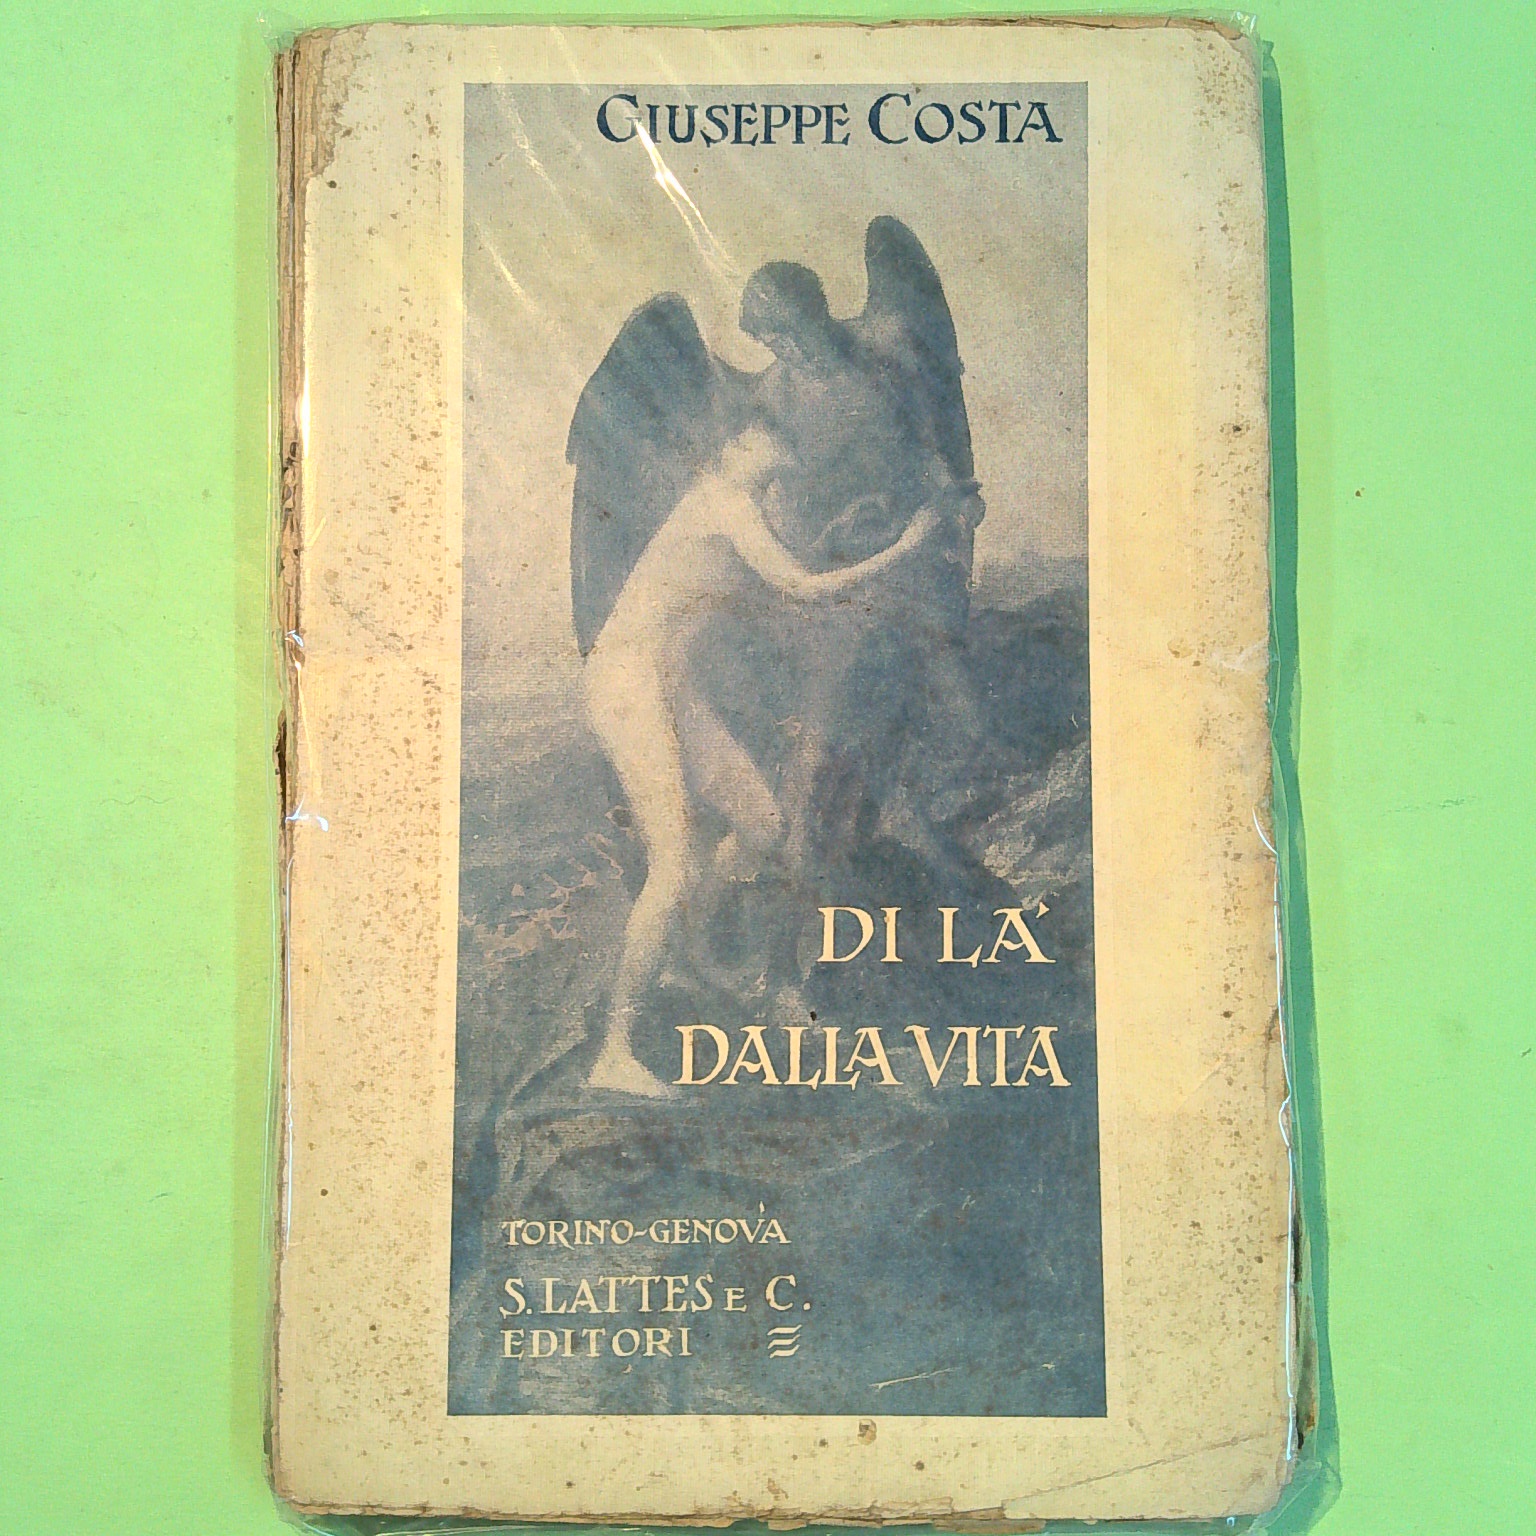 GIUSEPPE COSTA
DI LA'
DALLA VITA
TORINO-GENOVA
S. LATTES E C.
EDITORI